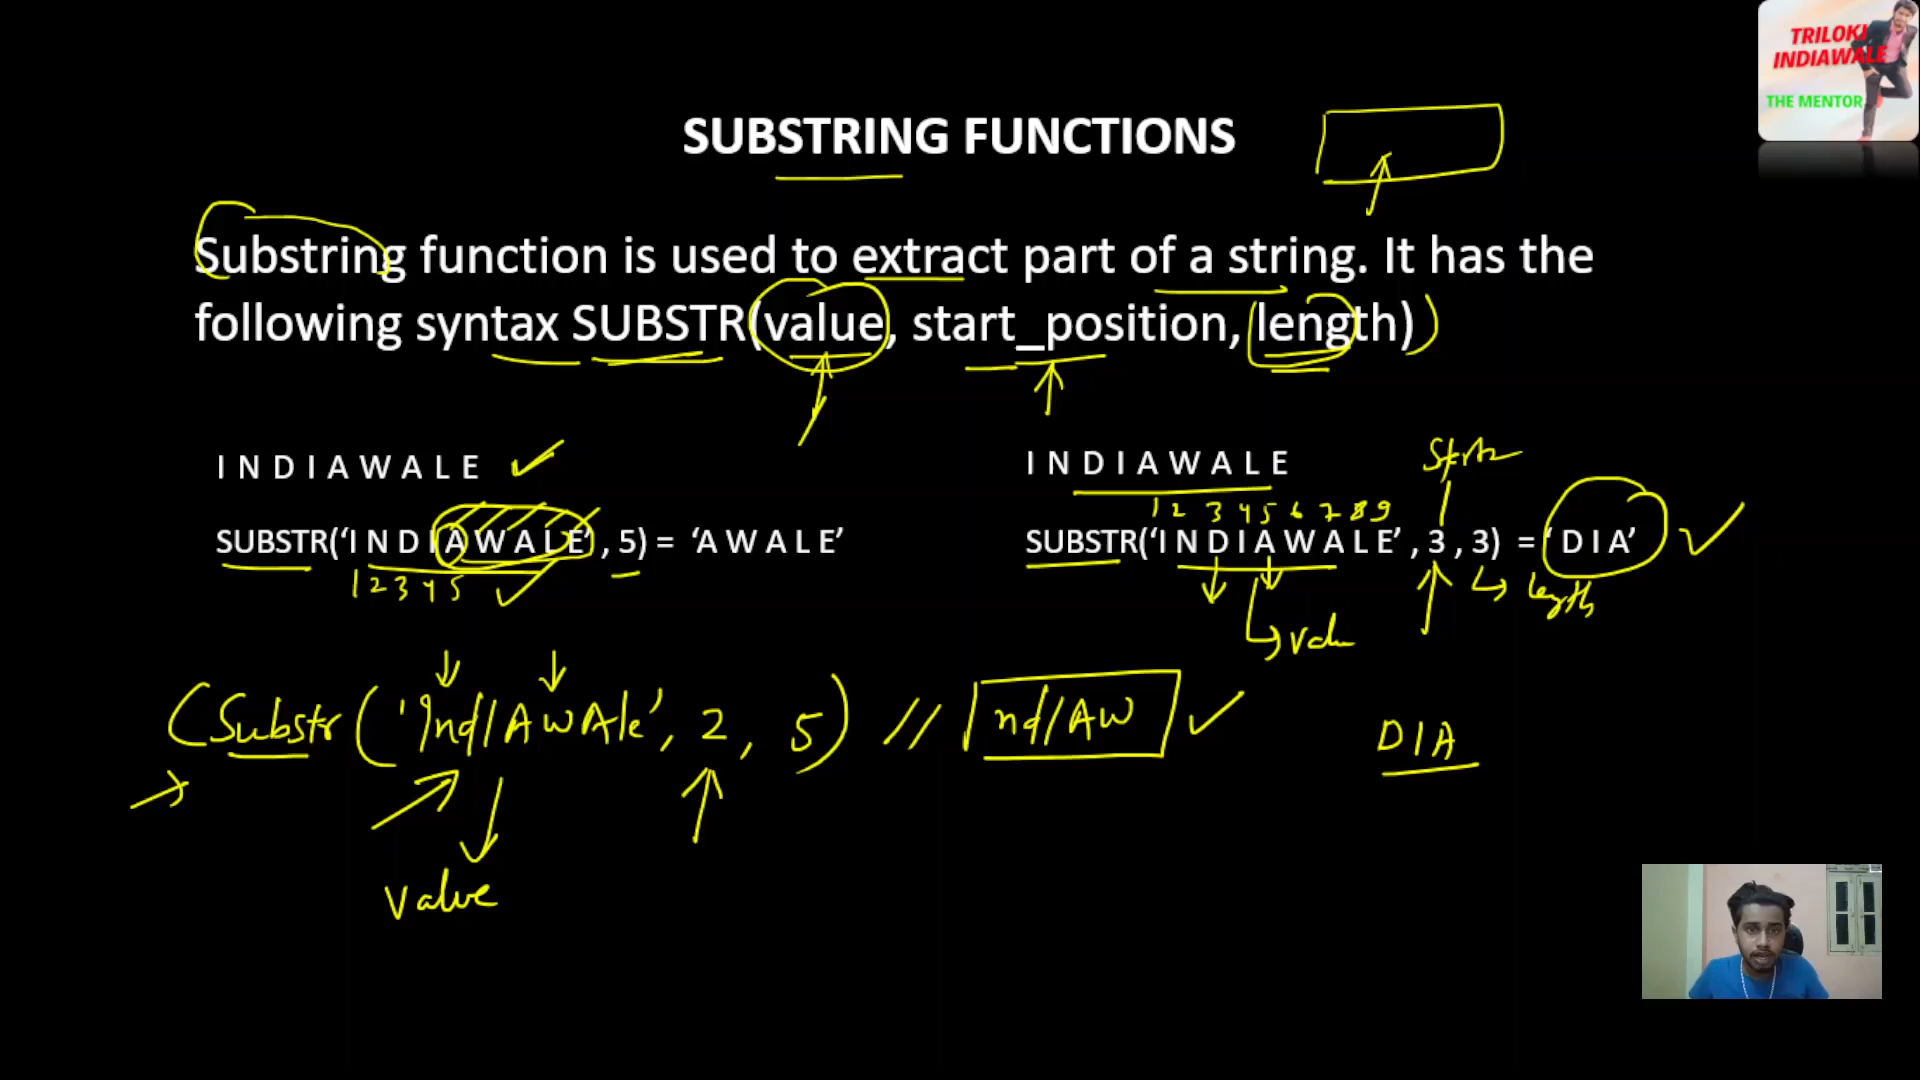 TRILOKI
INDIAWALE
THE MENTOR
SUBSTRING FUNCTIONS
Substring function is used to extract part of a string. It has the
following syntax SUBSTR(value, start_position, length))
I N D I A W A L E
SUBSTR(‘I N D I A W A L E’ , 5) = ‘A W A L E’
1 2 3 4 5
I N D I A W A L E
1 2 3 4 5 6 7 8 9
SUBSTR(‘I N D I A W A L E’ , 3 , 3) = ‘ D I A’
length
(Substr('IndIAWAle', 2, 5) // ndIAW
DIA
value